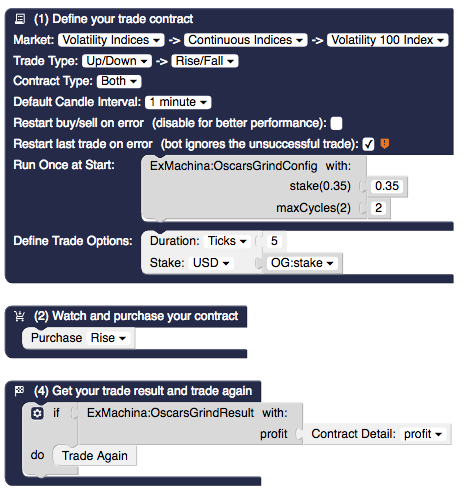 (1) Define your trade contract
Market: Volatility Indices -> Continuous Indices -> Volatility 100 Index
Trade Type: Up/Down -> Rise/Fall
Contract Type: Both
Default Candle Interval: 1 minute
Restart buy/sell on error (disable for better performance):
Restart last trade on error (bot ignores the unsuccessful trade):
Run Once at Start: ExMachina:OscarsGrindConfig with:
stake(0.35) 0.35
maxCycles(2) 2
Define Trade Options: Duration: Ticks 5
Stake: USD OG:stake
(2) Watch and purchase your contract
Purchase Rise
(4) Get your trade result and trade again
if ExMachina:OscarsGrindResult with:
profit Contract Detail: profit
do Trade Again